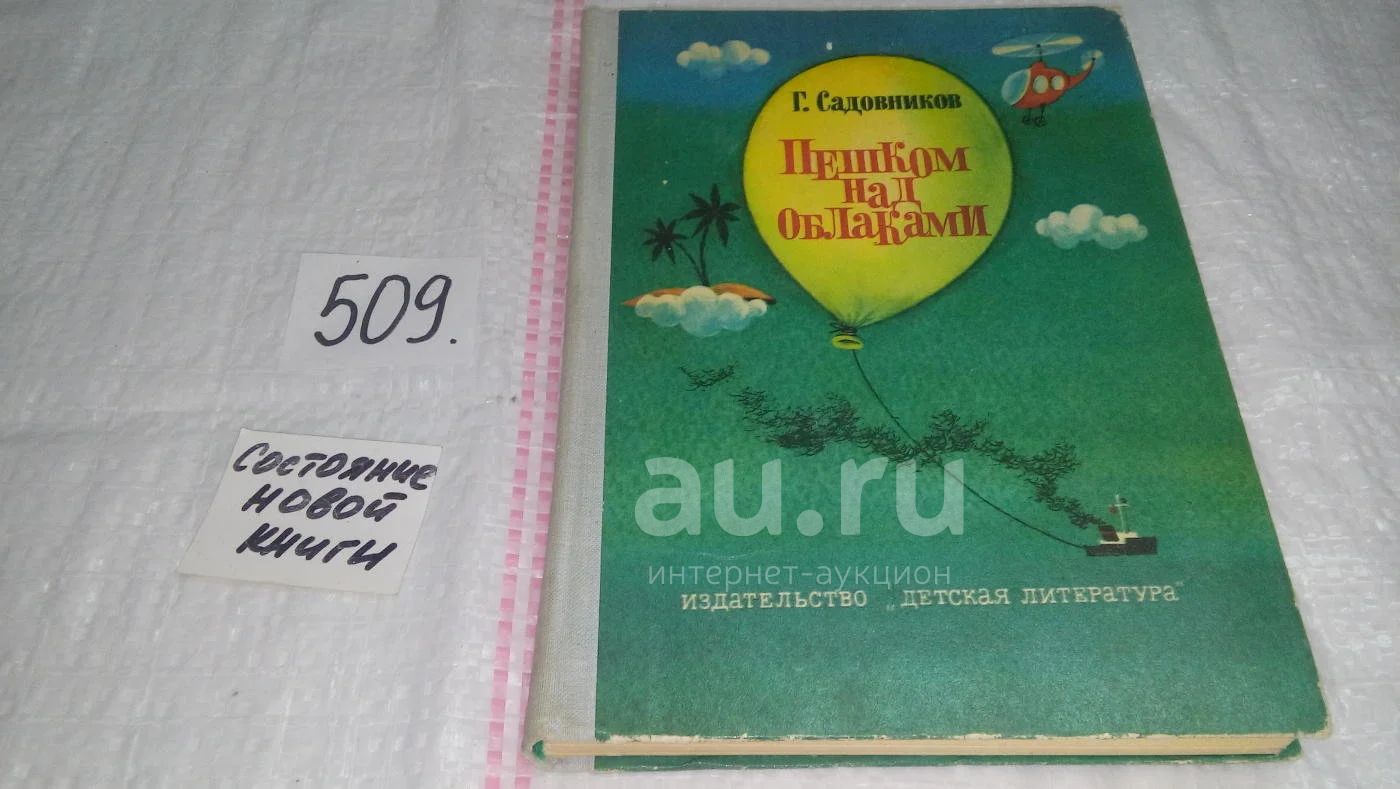 509.
Состояние
новой
книги
Г. Садовников
Пешком
над
облаками
au.ru
интернет-аукцион
ИЗДАТЕЛЬСТВО „ДЕТСКАЯ ЛИТЕРАТУРА"